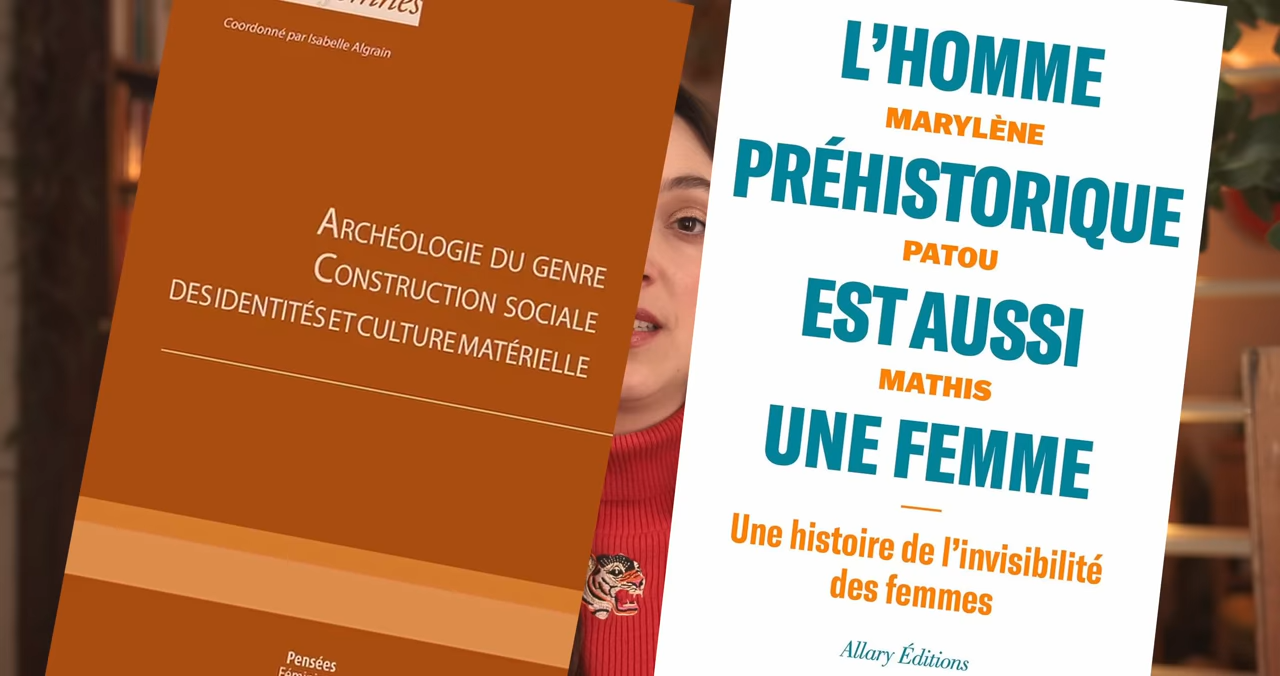 Coordonné par Isabelle Algrain
ARCHÉOLOGIE DU GENRE
CONSTRUCTION SOCIALE
DES IDENTITÉS ET CULTURE MATÉRIELLE
Pensées
L'HOMME
MARYLÈNE
PRÉHISTORIQUE
PATOU
EST AUSSI
MATHIS
UNE FEMME
Une histoire de l'invisibilité
des femmes
Allary Éditions